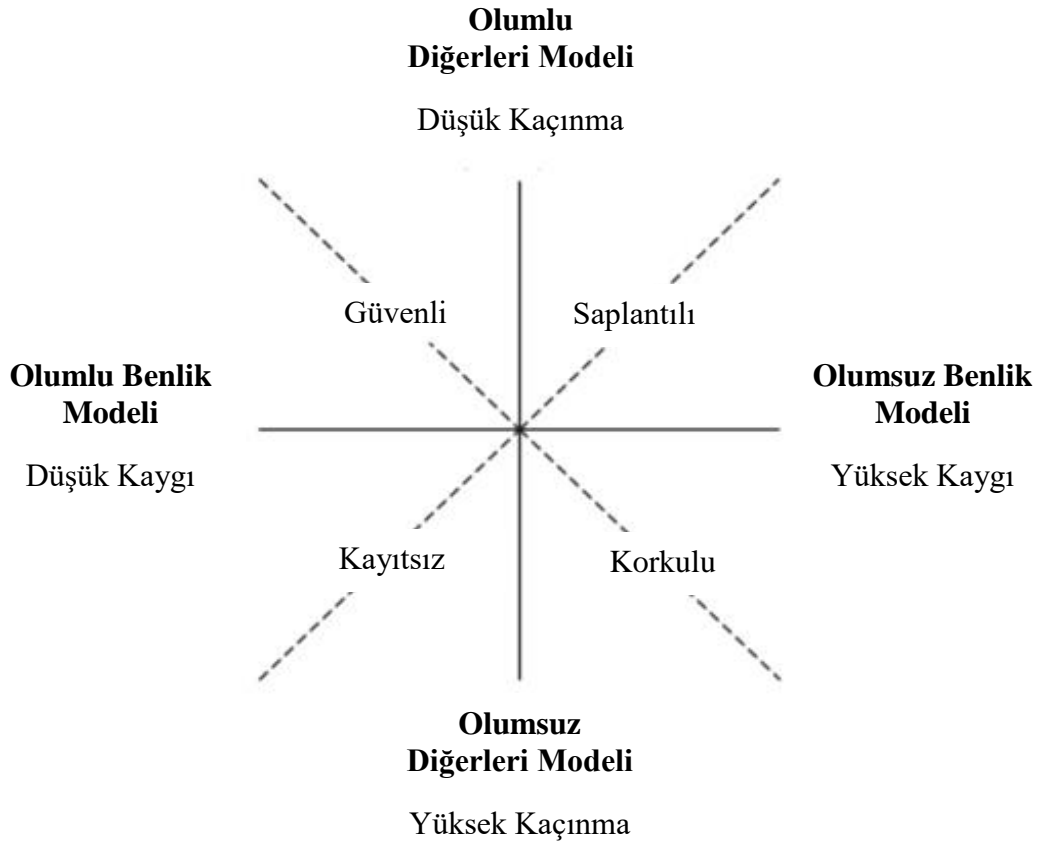 Olumlu
Diğerleri Modeli
Düşük Kaçınma
Güvenli
Saplantılı
Olumlu Benlik
Modeli
Düşük Kaygı
Olumsuz Benlik
Modeli
Yüksek Kaygı
Kayıtsız
Korkulu
Olumsuz
Diğerleri Modeli
Yüksek Kaçınma